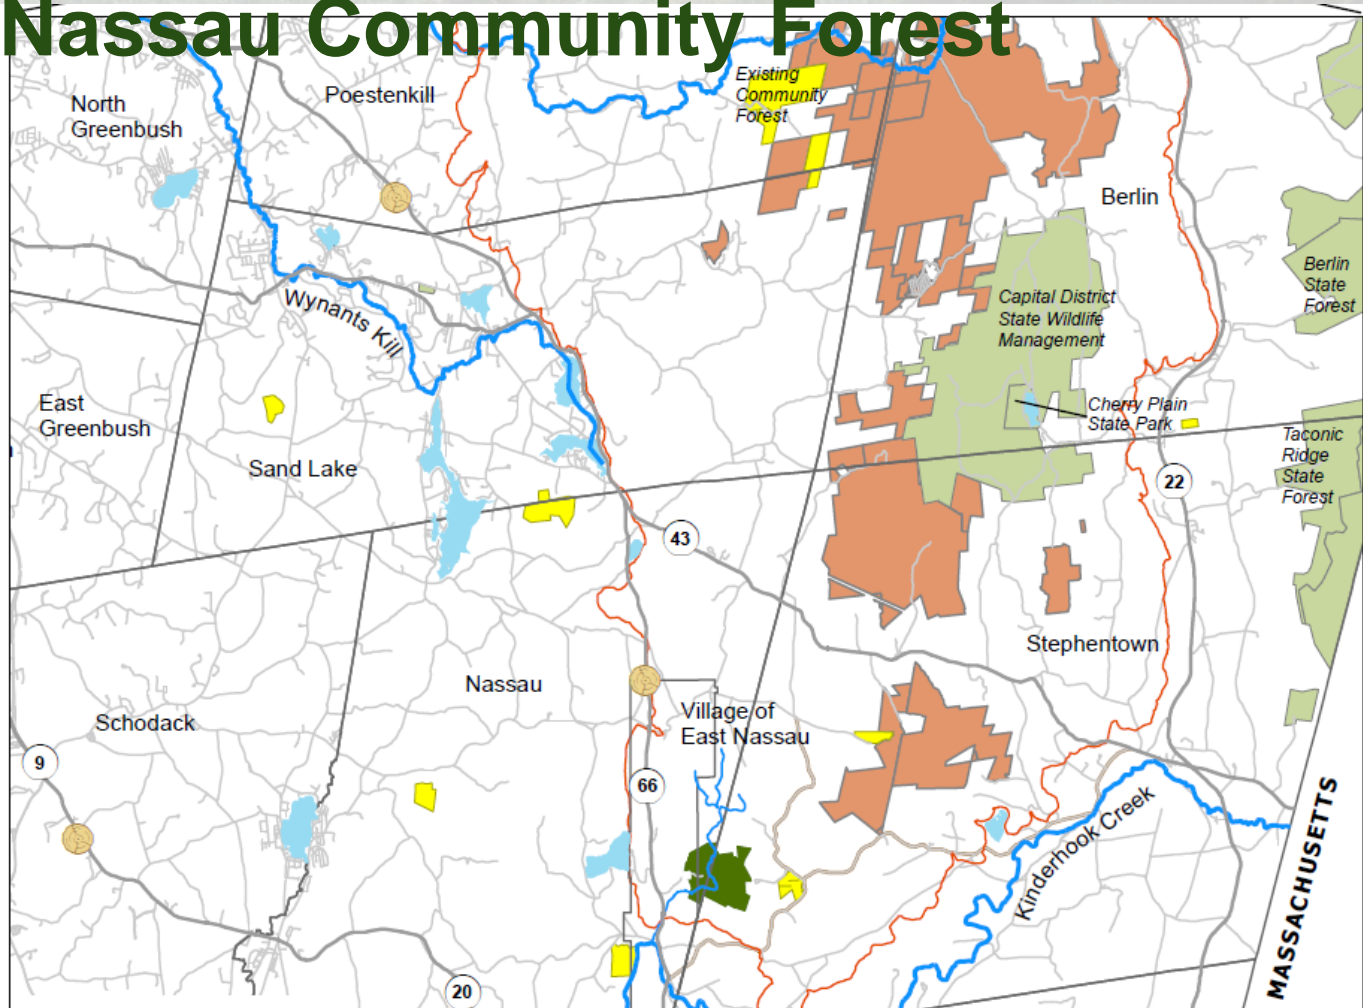 Nassau Community Forest
North
Greenbush
Poestenkill
Existing
Community
Forest
Berlin
Berlin
State
Forest
Wynants Kill
Capital District
State Wildlife
Management
East
Greenbush
Sand Lake
Cherry Plain
State Park
Taconic
Ridge
State
Forest
22
43
Stephentown
Nassau
Village of
East Nassau
Schodack
9
66
Kinderhook Creek
MASSACHUSETTS
20